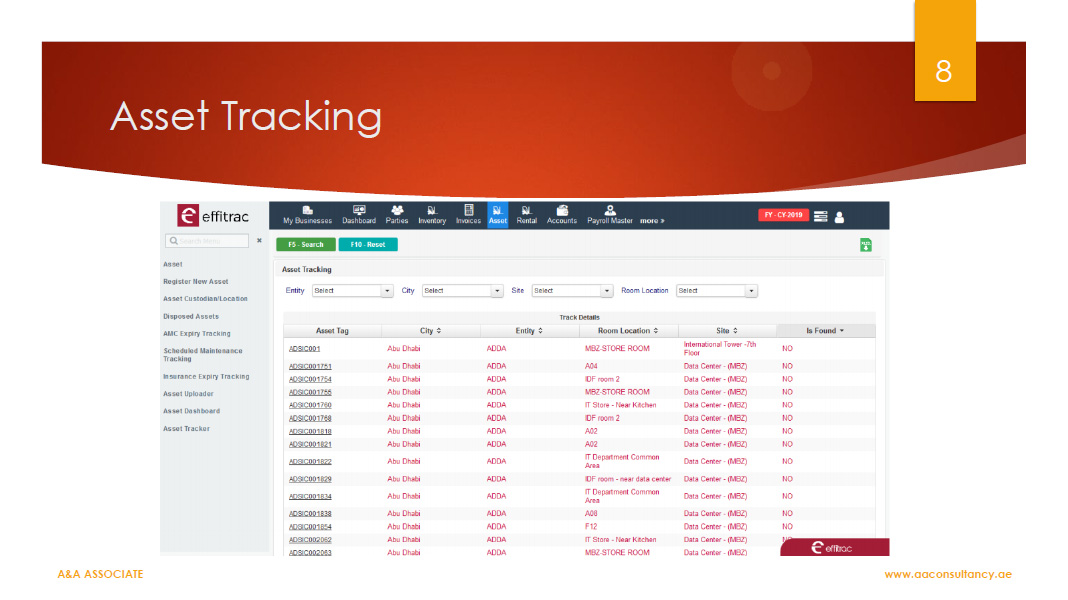 8
Asset Tracking
effitrac
My Businesses Dashboard Parties Inventory Invoices Asset Rental Accounts Payroll Master more »
FY - CY-2019
Search Menu
F5 - Search F10 - Reset
Asset
Register New Asset
Asset Custodian/Location
Disposed Assets
AMC Expiry Tracking
Scheduled Maintenance
Tracking
Insurance Expiry Tracking
Asset Uploader
Asset Dashboard
Asset Tracker
Asset Tracking
Entity Select City Select Site Select Room Location Select
Track Details
Asset Tag City Entity Room Location Site Is Found
ADSIC001 Abu Dhabi ADDA MBZ-STORE ROOM International Tower -7th Floor NO
ADSIC001751 Abu Dhabi ADDA A04 Data Center - (MBZ) NO
ADSIC001754 Abu Dhabi ADDA IDF room 2 Data Center - (MBZ) NO
ADSIC001755 Abu Dhabi ADDA MBZ-STORE ROOM Data Center - (MBZ) NO
ADSIC001760 Abu Dhabi ADDA IT Store - Near Kitchen Data Center - (MBZ) NO
ADSIC001768 Abu Dhabi ADDA IDF room 2 Data Center - (MBZ) NO
ADSIC001818 Abu Dhabi ADDA A02 Data Center - (MBZ) NO
ADSIC001821 Abu Dhabi ADDA A02 Data Center - (MBZ) NO
ADSIC001822 Abu Dhabi ADDA IT Department Common Area Data Center - (MBZ) NO
ADSIC001829 Abu Dhabi ADDA IDF room - near data center Data Center - (MBZ) NO
ADSIC001834 Abu Dhabi ADDA IT Department Common Area Data Center - (MBZ) NO
ADSIC001838 Abu Dhabi ADDA A08 Data Center - (MBZ) NO
ADSIC001854 Abu Dhabi ADDA F12 Data Center - (MBZ) NO
ADSIC002062 Abu Dhabi ADDA IT Store - Near Kitchen Data Center - (MBZ)
ADSIC002063 Abu Dhabi ADDA MBZ-STORE ROOM Data Center - (MBZ)
effitrac
A&A ASSOCIATE
www.aaconsultancy.ae